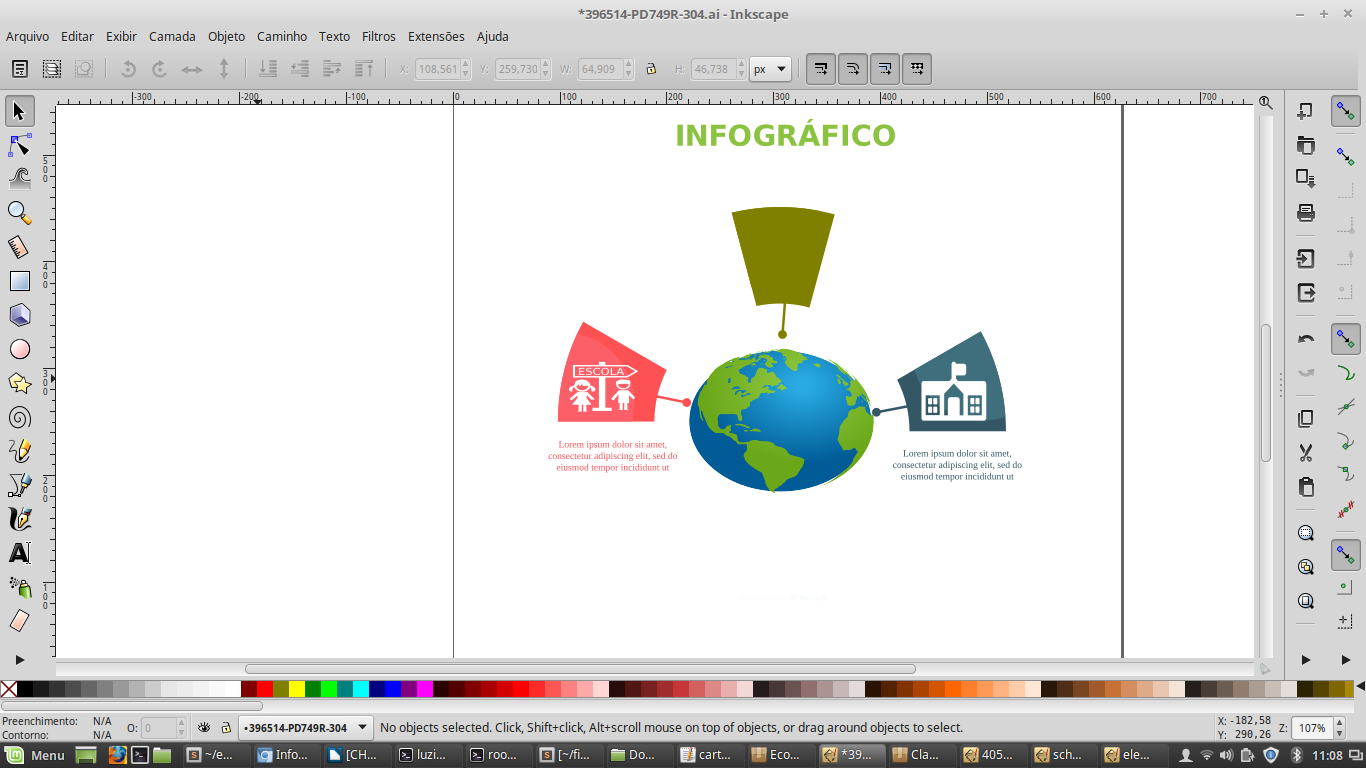 *396514-PD749R-304.ai - Inkscape
Arquivo Editar Exibir Camada Objeto Caminho Texto Filtros Extensões Ajuda
X: 108,561 Y: 259,730 W: 64,909 H: 46,738 px
-300 -200 -100 0 100 200 300 400 500 600 700
500
400
300
200
100
INFOGRÁFICO
ESCOLA
Lorem ipsum dolor sit amet,
consectetur adipiscing elit, sed do
eiusmod tempor incididunt ut
Lorem ipsum dolor sit amet,
consectetur adipiscing elit, sed do
eiusmod tempor incididunt ut
Preenchimento: N/A
Contorno: N/A
O: 0
•396514-PD749R-304
No objects selected. Click, Shift+click, Alt+scroll mouse on top of objects, or drag around objects to select.
X: -182,58
Y: 290,26
Z: 107%
Menu ~/e... Info... [CH... luzi... roo... [~/fi... Do... cart... Eco... *39... Cla... 405... sch... ele... 11:08